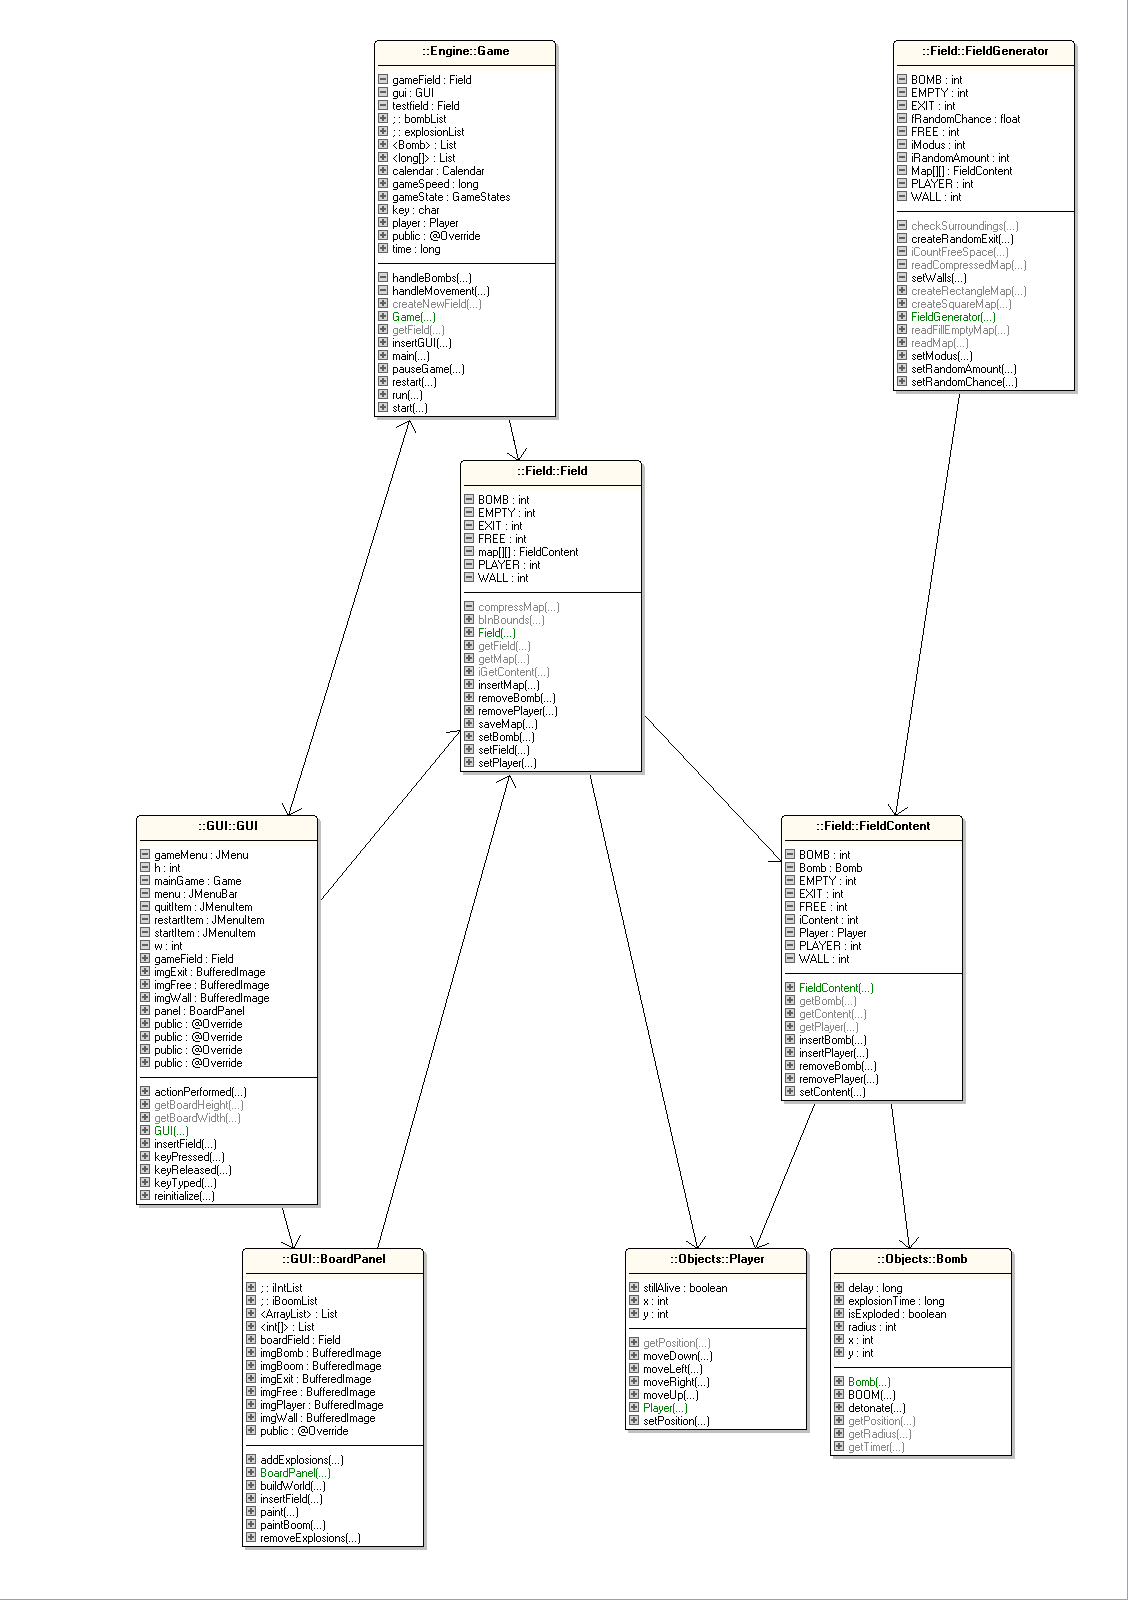 ::Engine::Game
gameField : Field
gui : GUI
testfield : Field
; : bombList
; : explosionList
<Bomb> : List
<long[]> : List
calendar : Calendar
gameSpeed : long
gameState : GameStates
key : char
player : Player
public : @Override
time : long
handleBombs(...)
handleMovement(...)
createNewField(...)
Game(...)
getField(...)
insertGUI(...)
main(...)
pauseGame(...)
restart(...)
run(...)
start(...)
::Field::FieldGenerator
BOMB : int
EMPTY : int
EXIT : int
fRandomChance : float
FREE : int
iModus : int
iRandomAmount : int
Map[][] : FieldContent
PLAYER : int
WALL : int
checkSurroundings(...)
createRandomExit(...)
iCountFreeSpace(...)
readCompressedMap(...)
setWalls(...)
createRectangleMap(...)
createSquareMap(...)
FieldGenerator(...)
readFillEmptyMap(...)
readMap(...)
setModus(...)
setRandomAmount(...)
setRandomChance(...)
::Field::Field
BOMB : int
EMPTY : int
EXIT : int
FREE : int
map[][] : FieldContent
PLAYER : int
WALL : int
compressMap(...)
bInBounds(...)
Field(...)
getField(...)
getMap(...)
iGetContent(...)
insertMap(...)
removeBomb(...)
removePlayer(...)
saveMap(...)
setBomb(...)
setField(...)
setPlayer(...)
::GUI::GUI
gameMenu : JMenu
h : int
mainGame : Game
menu : JMenuBar
quitItem : JMenuItem
restartItem : JMenuItem
startItem : JMenuItem
w : int
gameField : Field
imgExit : BufferedImage
imgFree : BufferedImage
imgWall : BufferedImage
panel : BoardPanel
public : @Override
public : @Override
public : @Override
public : @Override
actionPerformed(...)
getBoardHeight(...)
getBoardWidth(...)
GUI(...)
insertField(...)
keyPressed(...)
keyReleased(...)
keyTyped(...)
reinitialize(...)
::Field::FieldContent
BOMB : int
Bomb : Bomb
EMPTY : int
EXIT : int
FREE : int
iContent : int
Player : Player
PLAYER : int
WALL : int
FieldContent(...)
getBomb(...)
getContent(...)
getPlayer(...)
insertBomb(...)
insertPlayer(...)
removeBomb(...)
removePlayer(...)
setContent(...)
::GUI::BoardPanel
; : iIntList
; : iBoomList
<ArrayList> : List
<int[]> : List
boardField : Field
imgBomb : BufferedImage
imgBoom : BufferedImage
imgExit : BufferedImage
imgFree : BufferedImage
imgPlayer : BufferedImage
imgWall : BufferedImage
public : @Override
addExplosions(...)
BoardPanel(...)
buildWorld(...)
insertField(...)
paint(...)
paintBoom(...)
removeExplosions(...)
::Objects::Player
stillAlive : boolean
x : int
y : int
getPosition(...)
moveDown(...)
moveLeft(...)
moveRight(...)
moveUp(...)
Player(...)
setPosition(...)
::Objects::Bomb
delay : long
explosionTime : long
isExploded : boolean
radius : int
x : int
y : int
Bomb(...)
BOOM(...)
detonate(...)
getPosition(...)
getRadius(...)
getTimer(...)